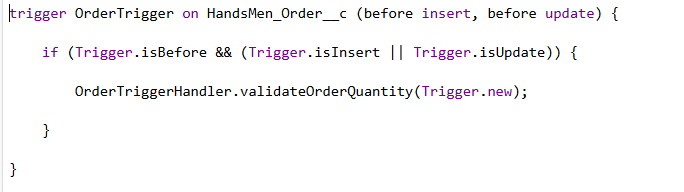 trigger OrderTrigger on HandsMen_Order__c (before insert, before update) {
if (Trigger.isBefore && (Trigger.isInsert || Trigger.isUpdate)) {
OrderTriggerHandler.validateOrderQuantity(Trigger.new);
}
}